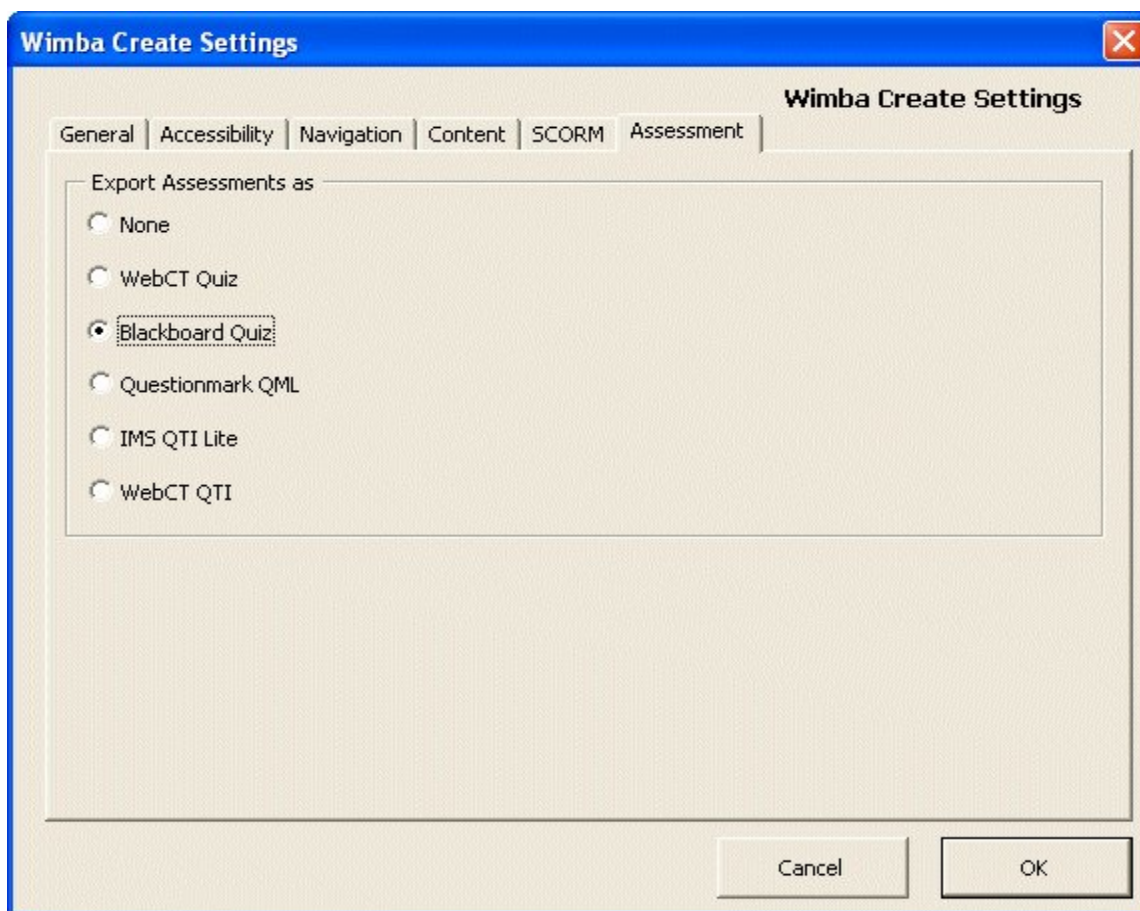 Wimba Create Settings
Wimba Create Settings
General Accessibility Navigation Content SCORM Assessment
Export Assessments as
None
WebCT Quiz
Blackboard Quiz
Questionmark QML
IMS QTI Lite
WebCT QTI
Cancel OK